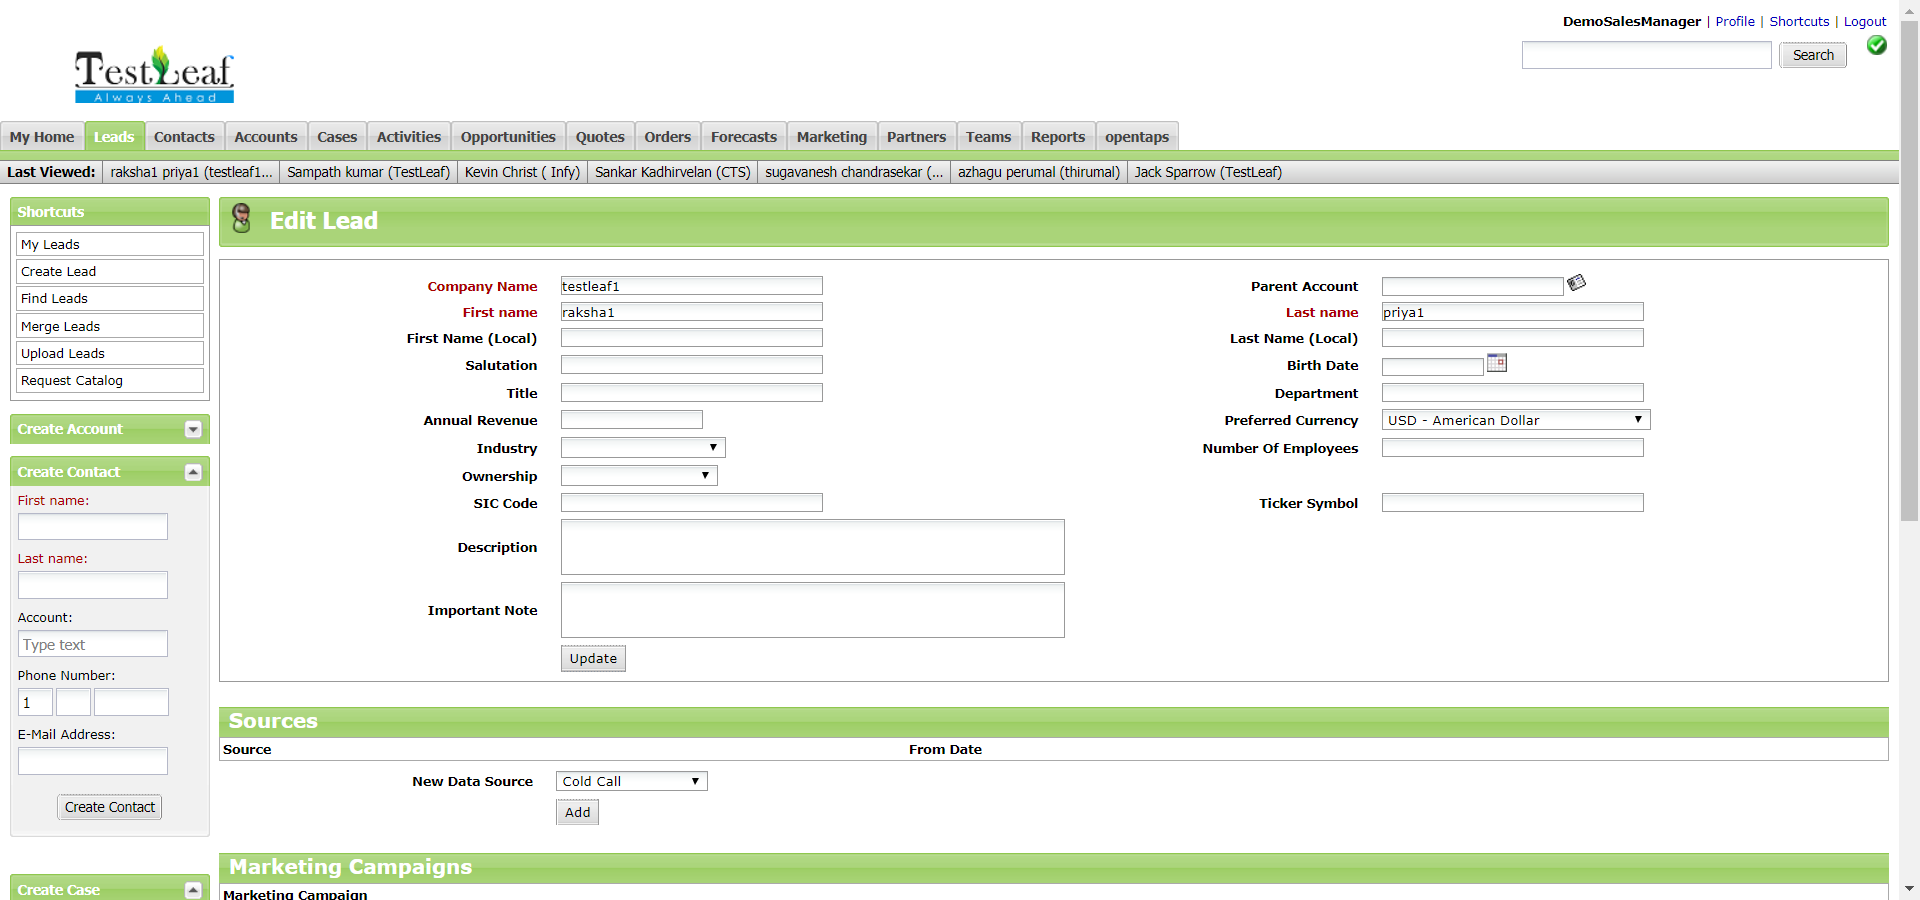 DemoSalesManager | Profile | Shortcuts | Logout
Search
TestLeaf
Always Ahead
My Home Leads Contacts Accounts Cases Activities Opportunities Quotes Orders Forecasts Marketing Partners Teams Reports opentaps
Last Viewed: raksha1 priya1 (testleaf1... Sampath kumar (TestLeaf) Kevin Christ ( Infy) Sankar Kadhirvelan (CTS) sugavanesh chandrasekar (... azhagu perumal (thirumal) Jack Sparrow (TestLeaf)
Shortcuts
My Leads
Create Lead
Find Leads
Merge Leads
Upload Leads
Request Catalog
Create Account
Create Contact
First name:
Last name:
Account:
Type text
Phone Number:
1
E-Mail Address:
Create Contact
Create Case
Edit Lead
Company Name testleaf1 Parent Account
First name raksha1 Last name priya1
First Name (Local) Last Name (Local)
Salutation Birth Date
Title Department
Annual Revenue Preferred Currency USD - American Dollar
Industry Number Of Employees
Ownership
SIC Code Ticker Symbol
Description
Important Note
Update
Sources
Source From Date
New Data Source Cold Call
Add
Marketing Campaigns
Marketing Campaign